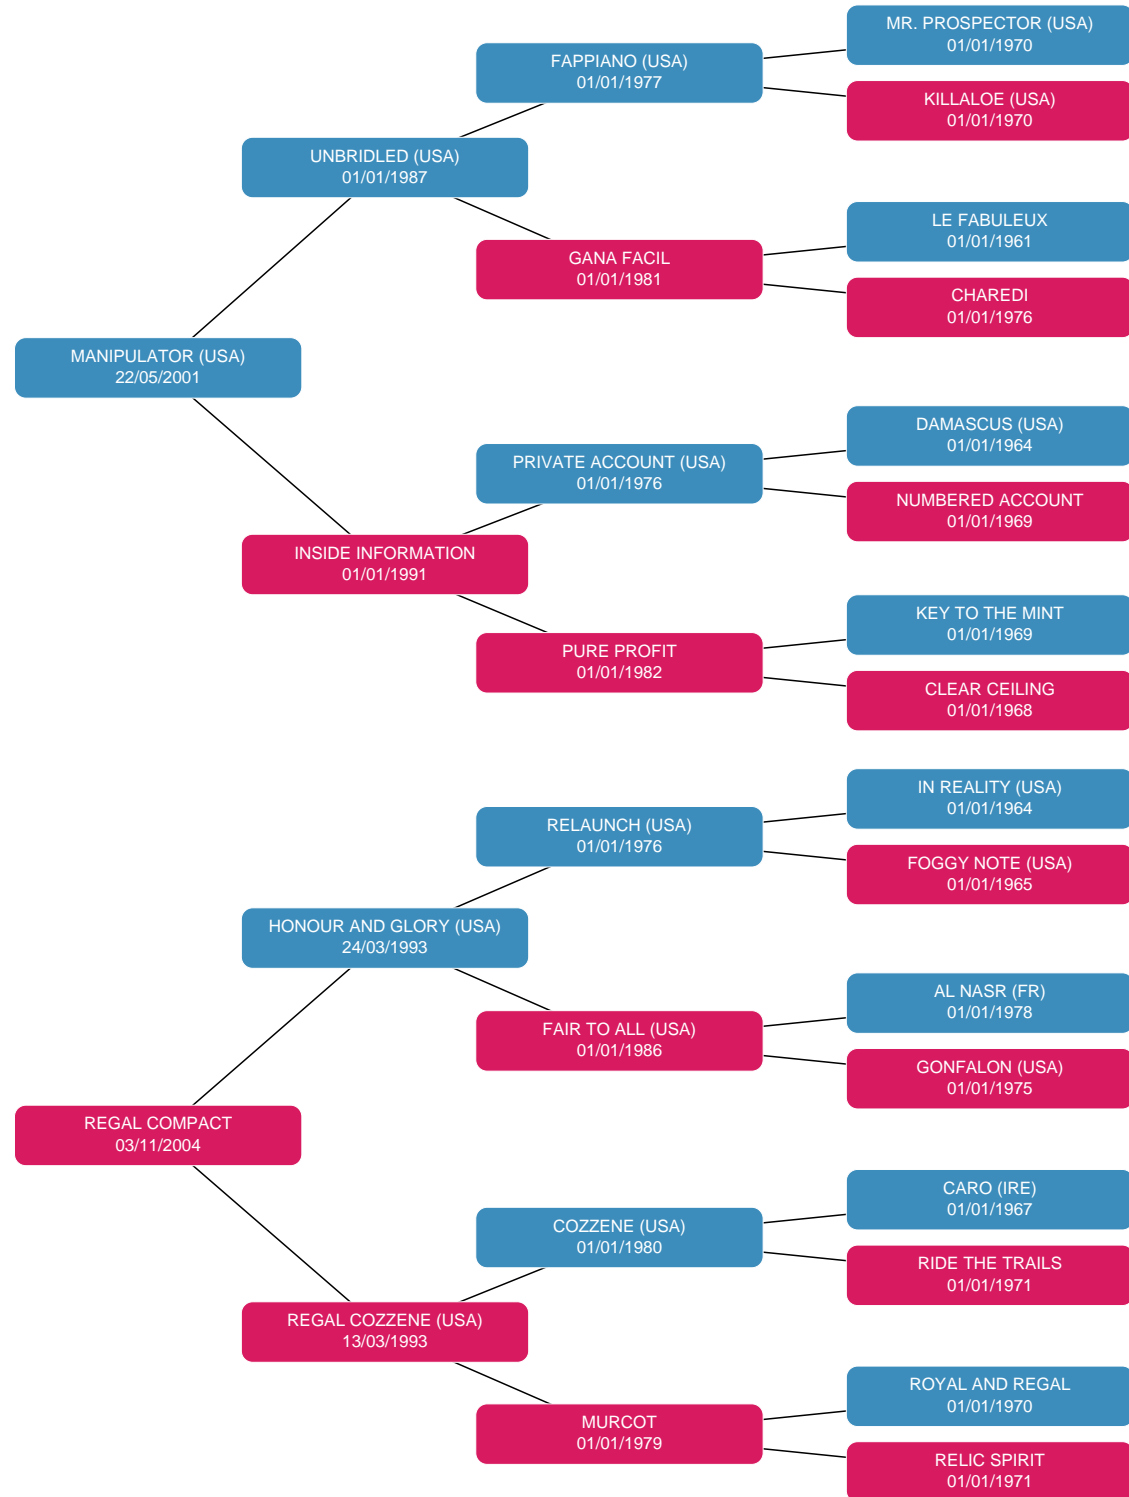 MR. PROSPECTOR (USA)
01/01/1970
FAPPIANO (USA)
01/01/1977
KILLALOE (USA)
01/01/1970
UNBRIDLED (USA)
01/01/1987
LE FABULEUX
01/01/1961
GANA FACIL
01/01/1981
CHAREDI
01/01/1976
MANIPULATOR (USA)
22/05/2001
DAMASCUS (USA)
01/01/1964
PRIVATE ACCOUNT (USA)
01/01/1976
NUMBERED ACCOUNT
01/01/1969
INSIDE INFORMATION
01/01/1991
KEY TO THE MINT
01/01/1969
PURE PROFIT
01/01/1982
CLEAR CEILING
01/01/1968
IN REALITY (USA)
01/01/1964
RELAUNCH (USA)
01/01/1976
FOGGY NOTE (USA)
01/01/1965
HONOUR AND GLORY (USA)
24/03/1993
AL NASR (FR)
01/01/1978
FAIR TO ALL (USA)
01/01/1986
GONFALON (USA)
01/01/1975
REGAL COMPACT
03/11/2004
CARO (IRE)
01/01/1967
COZZENE (USA)
01/01/1980
RIDE THE TRAILS
01/01/1971
REGAL COZZENE (USA)
13/03/1993
ROYAL AND REGAL
01/01/1970
MURCOT
01/01/1979
RELIC SPIRIT
01/01/1971